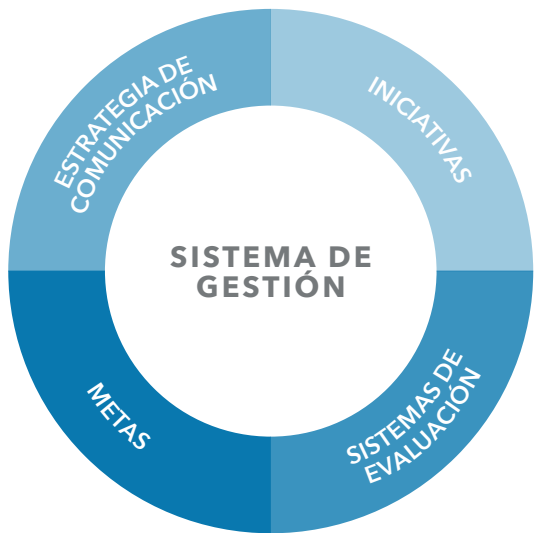 ESTRATEGIA DE
COMUNICACIÓN
INICIATIVAS
SISTEMA DE
GESTIÓN
METAS
SISTEMAS DE
EVALUACIÓN